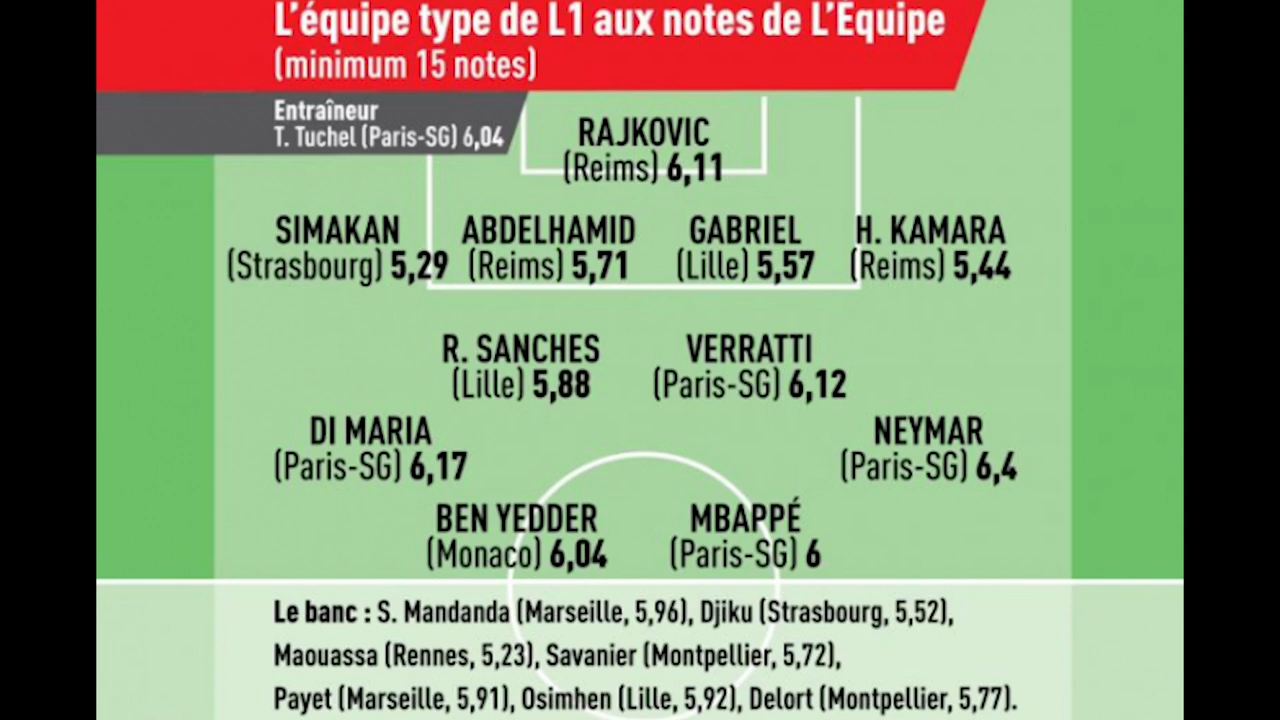 L'équipe type de L1 aux notes de L'Equipe
(minimum 15 notes)
Entraîneur
T. Tuchel (Paris-SG) 6,04
RAJKOVIC
(Reims) 6,11
SIMAKAN ABDELHAMID GABRIEL H. KAMARA
(Strasbourg) 5,29 (Reims) 5,71 (Lille) 5,57 (Reims) 5,44
R. SANCHES VERRATTI
(Lille) 5,88 (Paris-SG) 6,12
DI MARIA NEYMAR
(Paris-SG) 6,17 (Paris-SG) 6,4
BEN YEDDER MBAPPÉ
(Monaco) 6,04 (Paris-SG) 6
Le banc : S. Mandanda (Marseille, 5,96), Djiku (Strasbourg, 5,52),
Maouassa (Rennes, 5,23), Savanier (Montpellier, 5,72),
Payet (Marseille, 5,91), Osimhen (Lille, 5,92), Delort (Montpellier, 5,77).